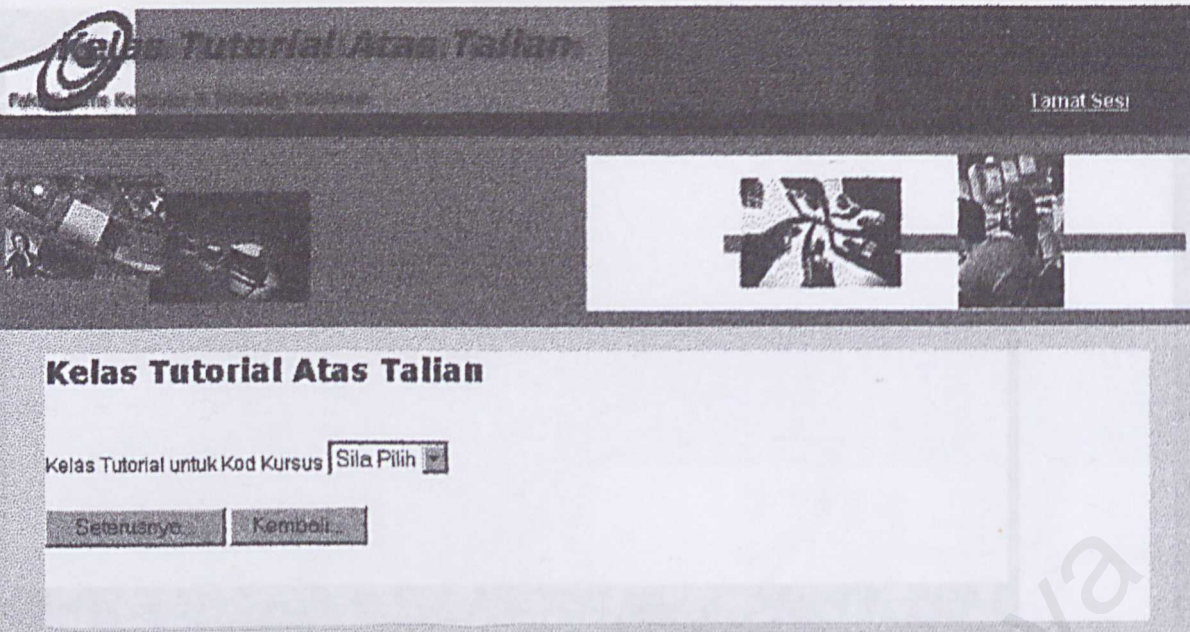 Kelas Tutorial Atas Talian
Tamat Sesi
Kelas Tutorial Atas Talian
Kelas Tutorial untuk Kod Kursus Sila Pilih
Seterusnya... Kembali...